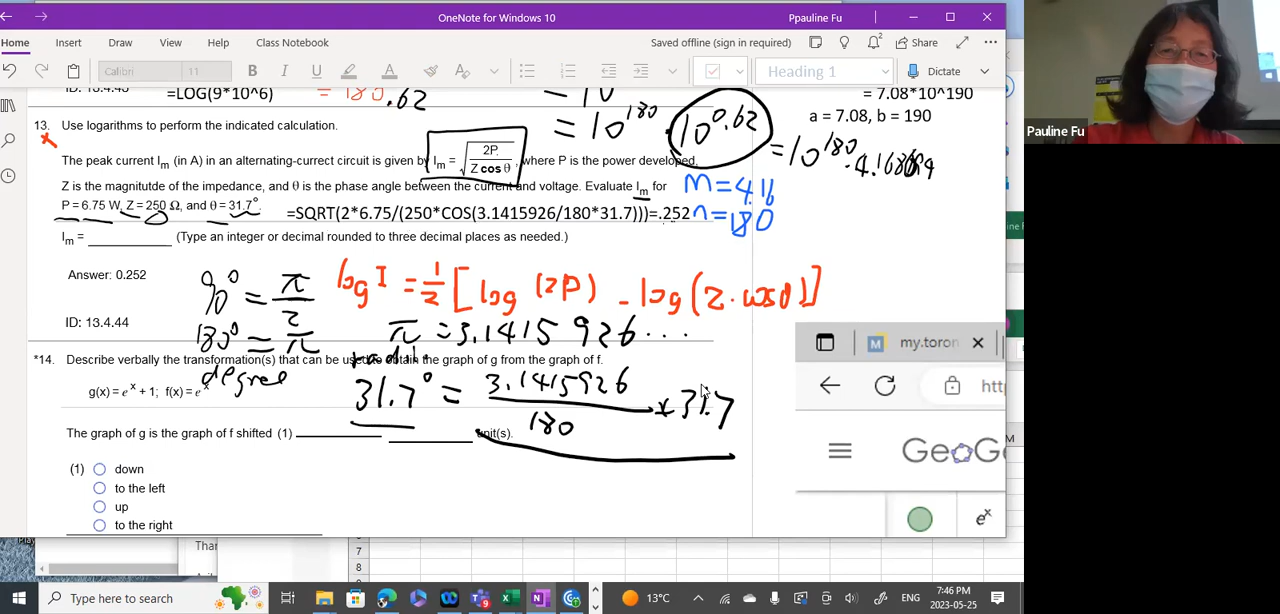 OneNote for Windows 10
Ppauline Fu
Home Insert Draw View Help Class Notebook
Saved offline (sign in required)
Share
Calibri 11
B I U A
Heading 1
Dictate
=LOG(9*10^6)
= 180.62
= 10
= 10^180 · 10^0.62
= 10^180 ·
= 7.08*10^190
a = 7.08, b = 190
Pauline Fu
13. Use logarithms to perform the indicated calculation.
The peak current Im (in A) in an alternating-currect circuit is given by Im = √(2P / Z cos θ), where P is the power developed,
Z is the magnitutde of the impedance, and θ is the phase angle between the current and voltage. Evaluate Im for
P = 6.75 W, Z = 250 Ω, and θ = 31.7°.
=SQRT(2*6.75/(250*COS(3.1415926/180*31.7)))=.252
m = 4.16
n = 180
Im = (Type an integer or decimal rounded to three decimal places as needed.)
Answer: 0.252
90° = π/2
log I = 1/2 [log (2P) - log (Z · cosθ)]
ID: 13.4.44
180° = π
π = 3.1415926...
*14. Describe verbally the transformation(s) that can be used to obtain the graph of g from the graph of f.
degree
g(x) = e^x + 1; f(x) = e^x
31.7° = 3.1415926/180 × 31.7
The graph of g is the graph of f shifted (1) unit(s).
(1) down
to the left
up
to the right
my.toron
GeoG
e^x
7
8
Type here to search
13°C
ENG
7:46 PM
2023-05-25